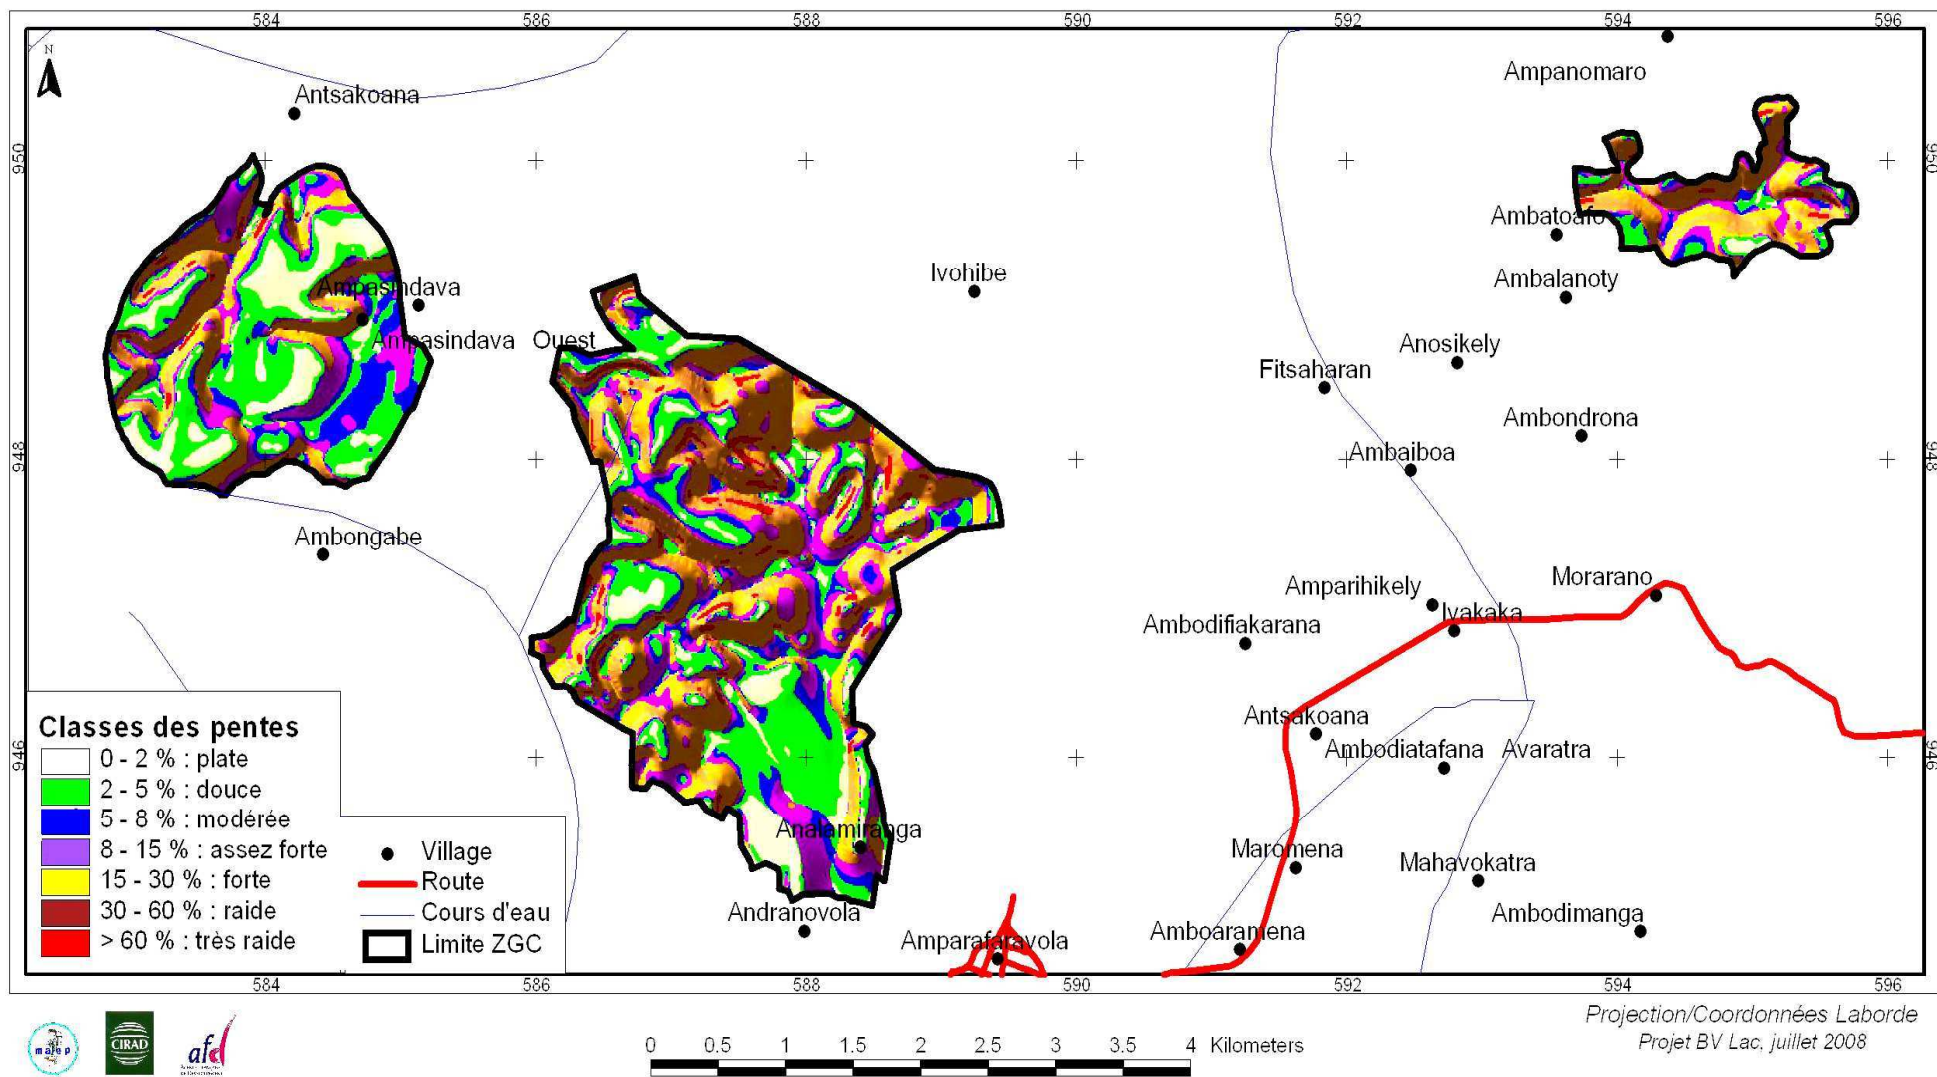 584 586 588 590 592 594 596
N
Ampanomaro
Antsakoana
950 950
Ambatoafo
Ivohibe
Ambalanoty
Ampasindava
Ampasindava Ouest
Anosikely
Fitsaharan
Ambondrona
Ambaiboa
948 948
Ambongabe
Morarano
Amparihikely
Ivakaka
Ambodifiakarana
Antsakoana
Ambodiatafana Avaratra
946 946
Classes des pentes
0 - 2 % : plate
2 - 5 % : douce
5 - 8 % : modérée
8 - 15 % : assez forte
15 - 30 % : forte
30 - 60 % : raide
> 60 % : très raide
Village
Route
Cours d'eau
Limite ZGC
Analamiranga
Maromena
Mahavokatra
Andranovola
Ambodimanga
Amboaramena
Amparafaravola
584 586 588 590 592 594 596
maep
CIRAD
afd
0 0.5 1 1.5 2 2.5 3 3.5 4 Kilometers
Projection/Coordonnées Laborde
Projet BV Lac, juillet 2008